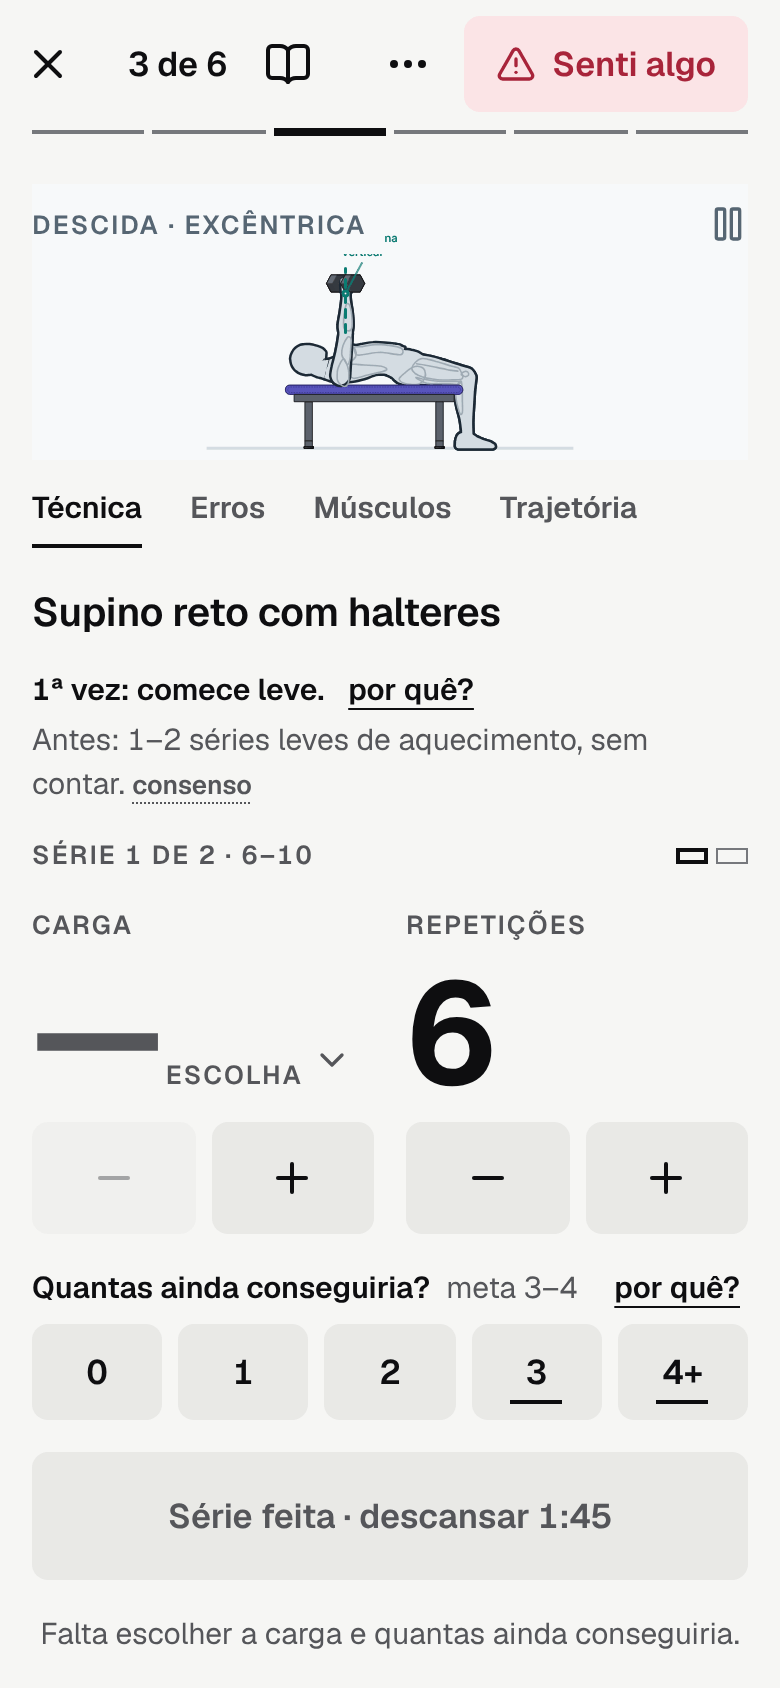 3 de 6
Senti algo
DESCIDA · EXCÊNTRICA
na
Técnica
Erros
Músculos
Trajetória
Supino reto com halteres
1ª vez: comece leve. por quê?
Antes: 1–2 séries leves de aquecimento, sem
contar. consenso
SÉRIE 1 DE 2 · 6–10
CARGA
REPETIÇÕES
— ESCOLHA
6
− +
− +
Quantas ainda conseguiria? meta 3–4 por quê?
0
1
2
3
4+
Série feita · descansar 1:45
Falta escolher a carga e quantas ainda conseguiria.